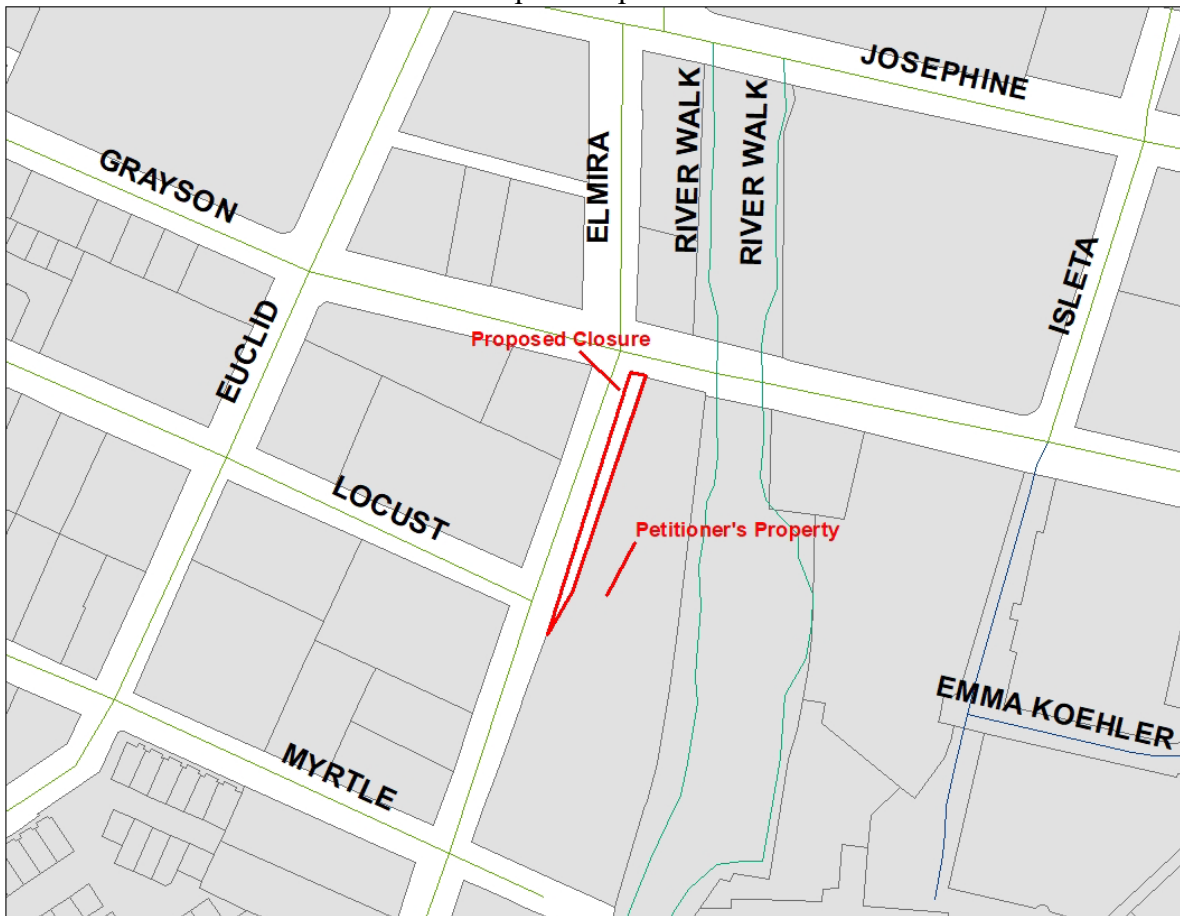 JOSEPHINE
GRAYSON
ELMIRA
RIVER WALK
RIVER WALK
ISLETA
EUCLID
Proposed Closure
LOCUST
Petitioner's Property
EMMA KOEHLER
MYRTLE